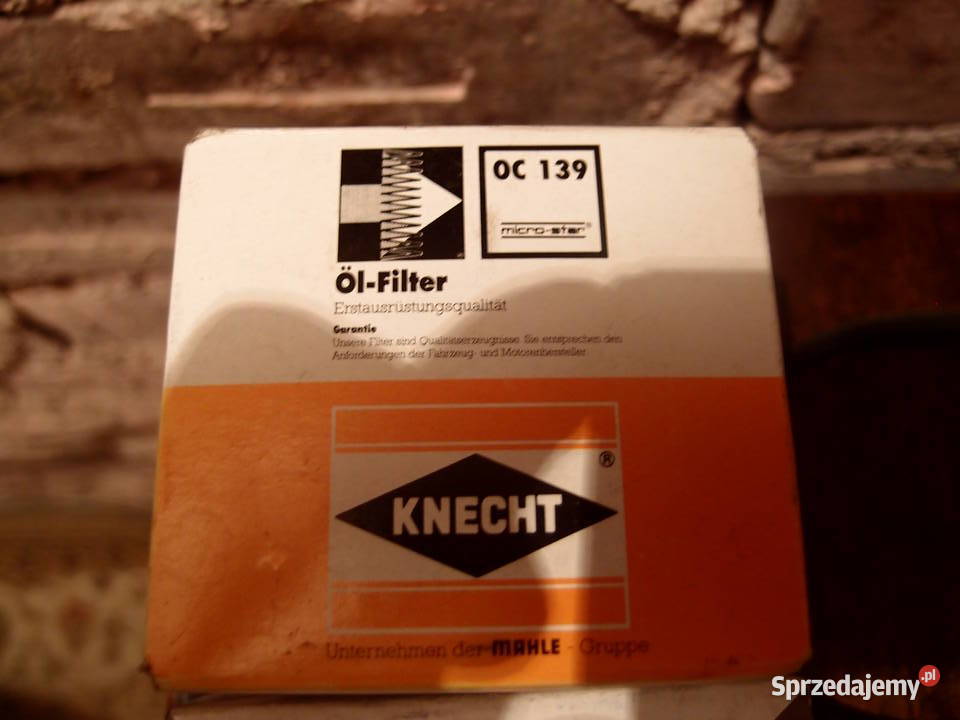 OC 139
micro-star®
Öl-Filter
Erstausrüstungsqualität
Garantie
Unsere Filter sind Qualitätserzeugnisse. Sie entsprechen den
Anforderungen der Fahrzeug- und Motorenhersteller
®
KNECHT
Unternehmen der MAHLE - Gruppe
Sprzedajemy.pl